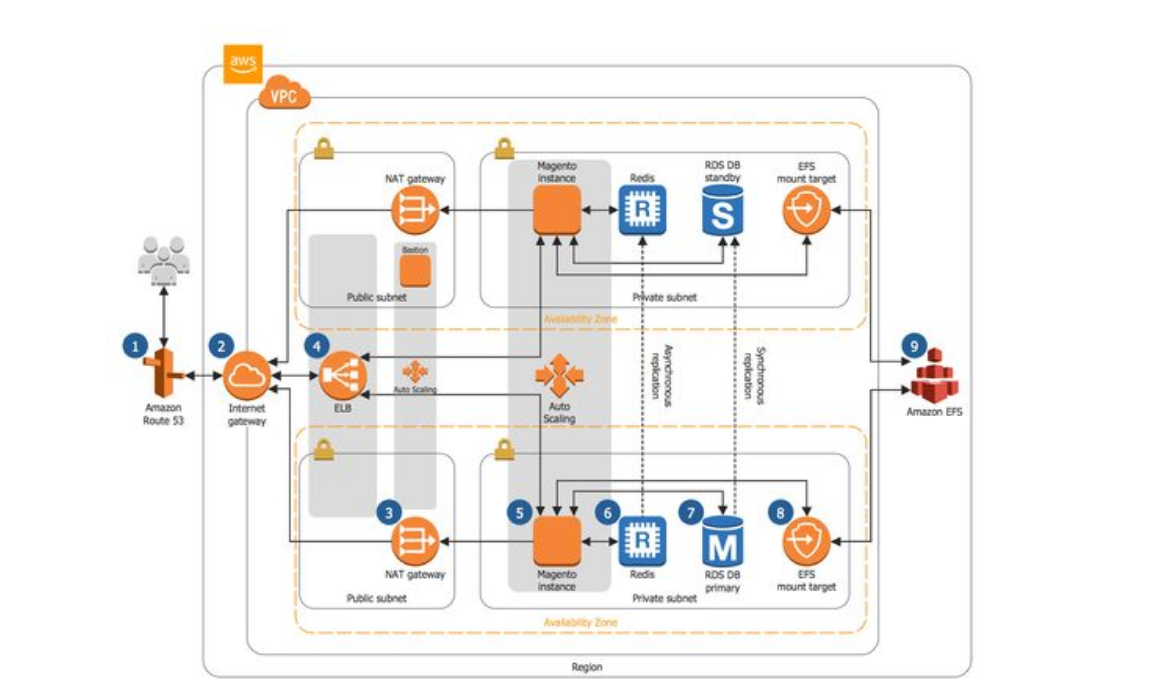 aws
VPC
NAT gateway
Bastion
Public subnet
Magento
instance
Redis
RDS DB
standby
S
EFS
mount target
R
Private subnet
Availability Zone
1
Amazon
Route 53
2
Internet
gateway
4
ELB
Auto Scaling
Auto
Scaling
Asynchronous
replication
Synchronous
replication
9
Amazon EFS
3
NAT gateway
Public subnet
5
Magento
instance
6
R
Redis
7
M
RDS DB
primary
8
EFS
mount target
Private subnet
Availability Zone
Region